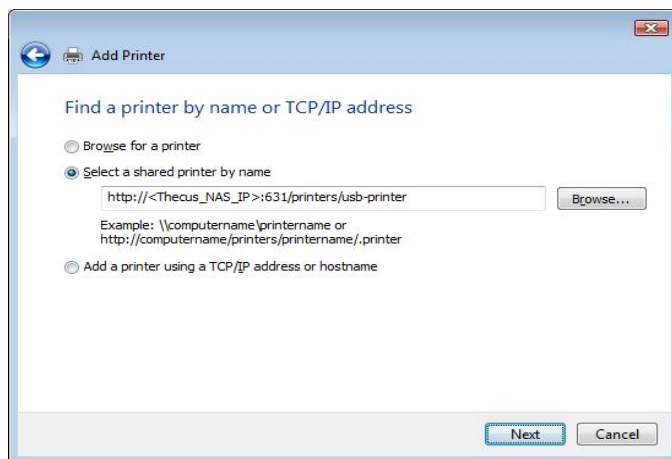 Add Printer
Find a printer by name or TCP/IP address
Browse for a printer
Select a shared printer by name
http://<Thecus_NAS_IP>:631/printers/usb-printer
Browse...
Example: \\computername\printername or
http://computername/printers/printername/.printer
Add a printer using a TCP/IP address or hostname
Next
Cancel